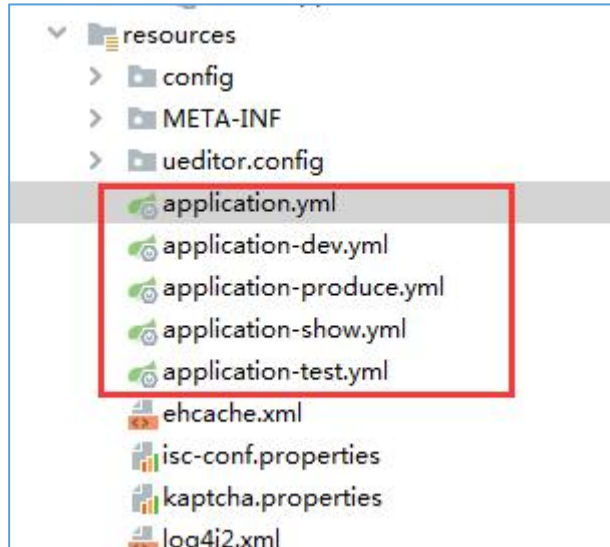 resources
config
META-INF
ueditor.config
application.yml
application-dev.yml
application-produce.yml
application-show.yml
application-test.yml
ehcache.xml
isc-conf.properties
kaptcha.properties
log4j2.xml